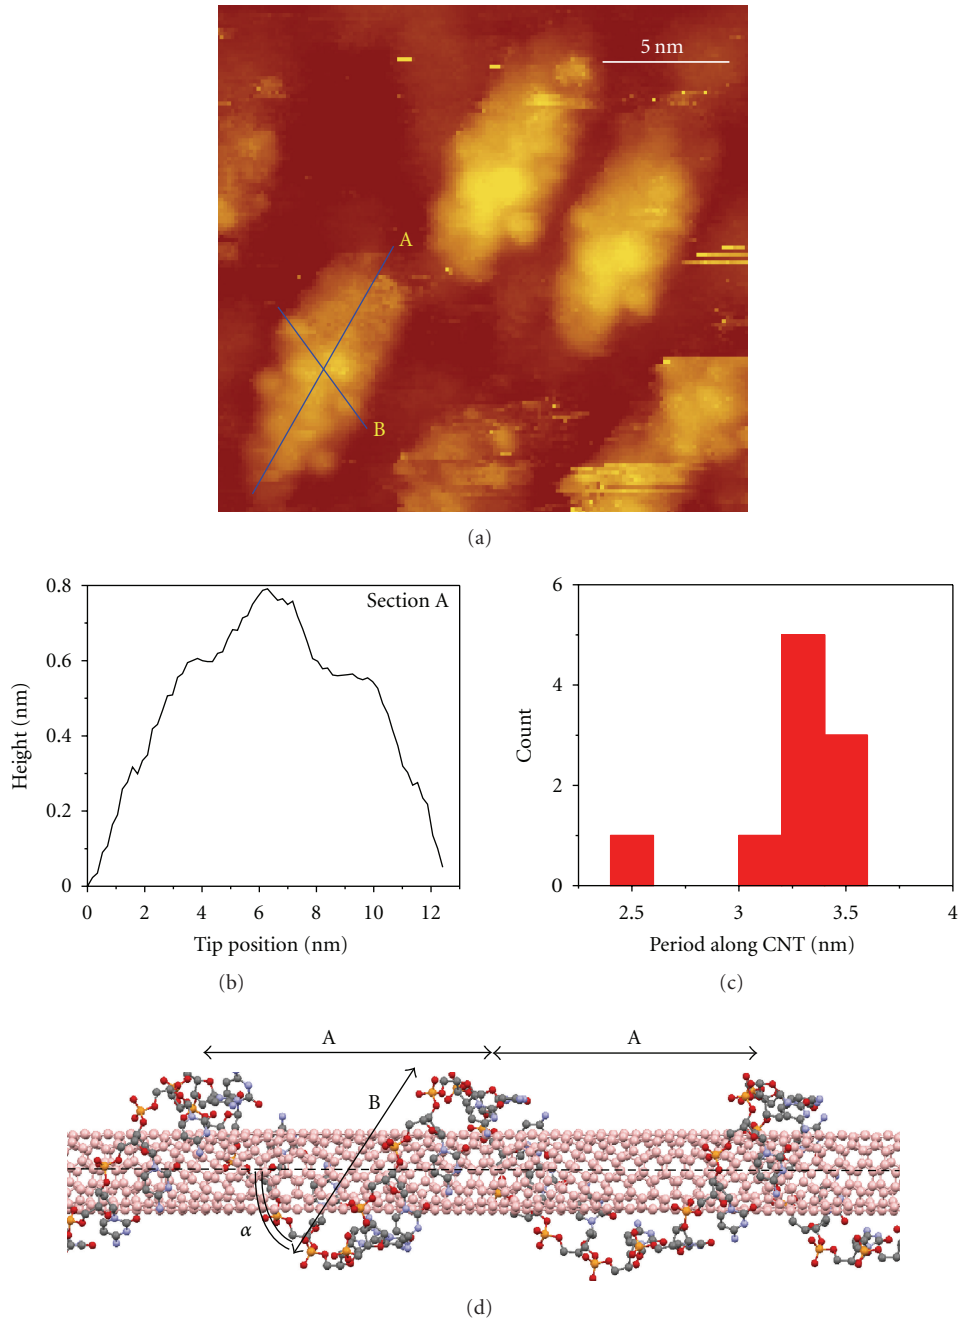 5 nm
A
B
(a)
0.8
0.6
0.4
0.2
0
Height (nm)
Section A
0 2 4 6 8 10 12
Tip position (nm)
(b)
6
4
2
0
Count
2.5 3 3.5 4
Period along CNT (nm)
(c)
A A
B
α
(d)